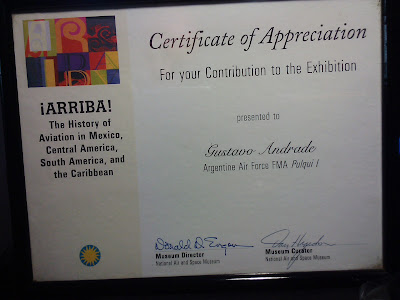 Certificate of Appreciation
For your Contribution to the Exhibition
¡ARRIBA!
The History of
Aviation in Mexico,
Central America,
South America, and
the Caribbean
presented to
Gustavo Andrade
Argentine Air Force FMA Pulqui I
Donald D. Engen
Museum Director
National Air and Space Museum
Museum Curator
National Air and Space Museum